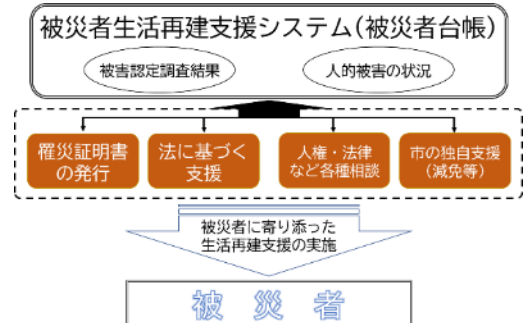 被災者生活再建支援システム(被災者台帳)
被害認定調査結果
人的被害の状況
罹災証明書
の発行
法に基づく
支援
人権・法律
など各種相談
市の独自支援
(減免等)
被災者に寄り添った
生活再建支援の実施
被災者